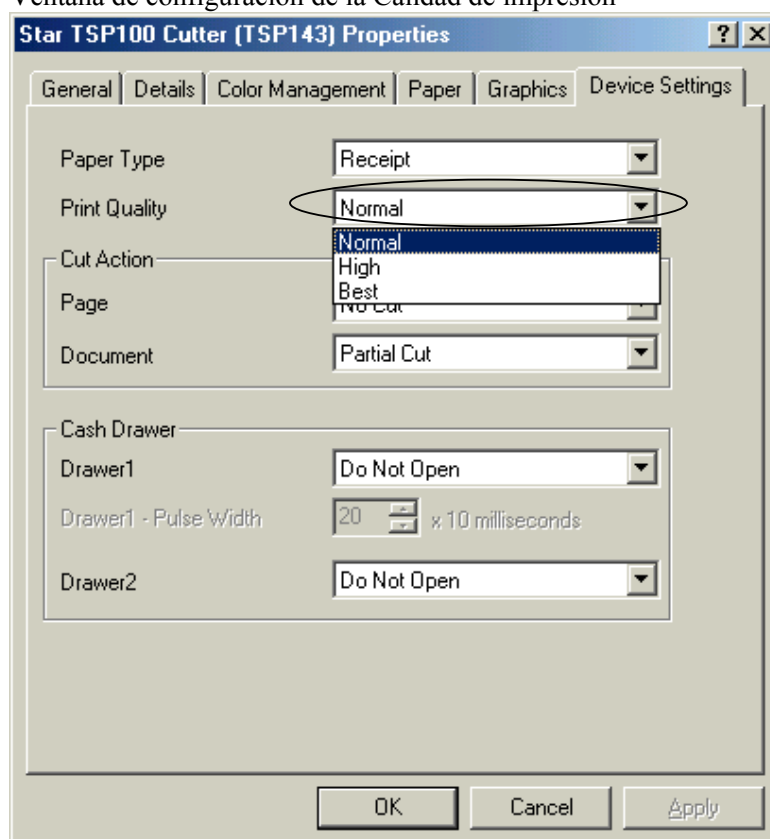 Ventana de configuración de la Calidad de impresión
Star TSP100 Cutter (TSP143) Properties
General Details Color Management Paper Graphics Device Settings
Paper Type Receipt
Print Quality Normal
Normal
Cut Action
High
Best
Page No Cut
Document Partial Cut
Cash Drawer
Drawer1 Do Not Open
Drawer1 - Pulse Width 20 x 10 milliseconds
Drawer2 Do Not Open
OK Cancel Apply